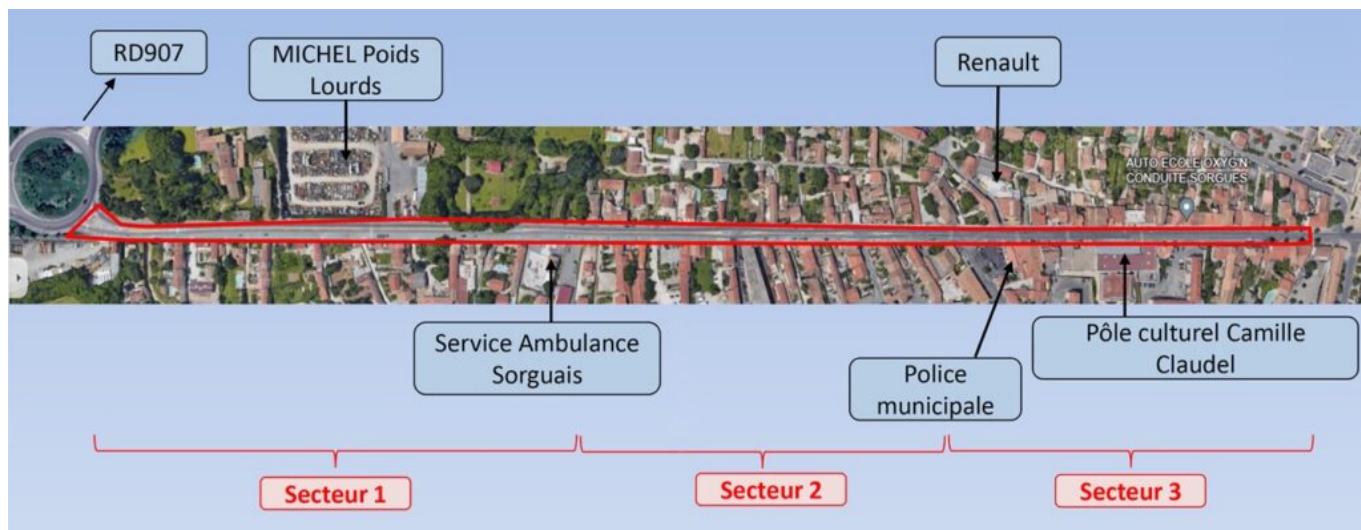 RD907
MICHEL Poids
Lourds
Renault
AUTO ECOLE OXYG'N
CONDUITE SORGUES
Service Ambulance
Sorguais
Police
municipale
Pôle culturel Camille
Claudel
Secteur 1
Secteur 2
Secteur 3